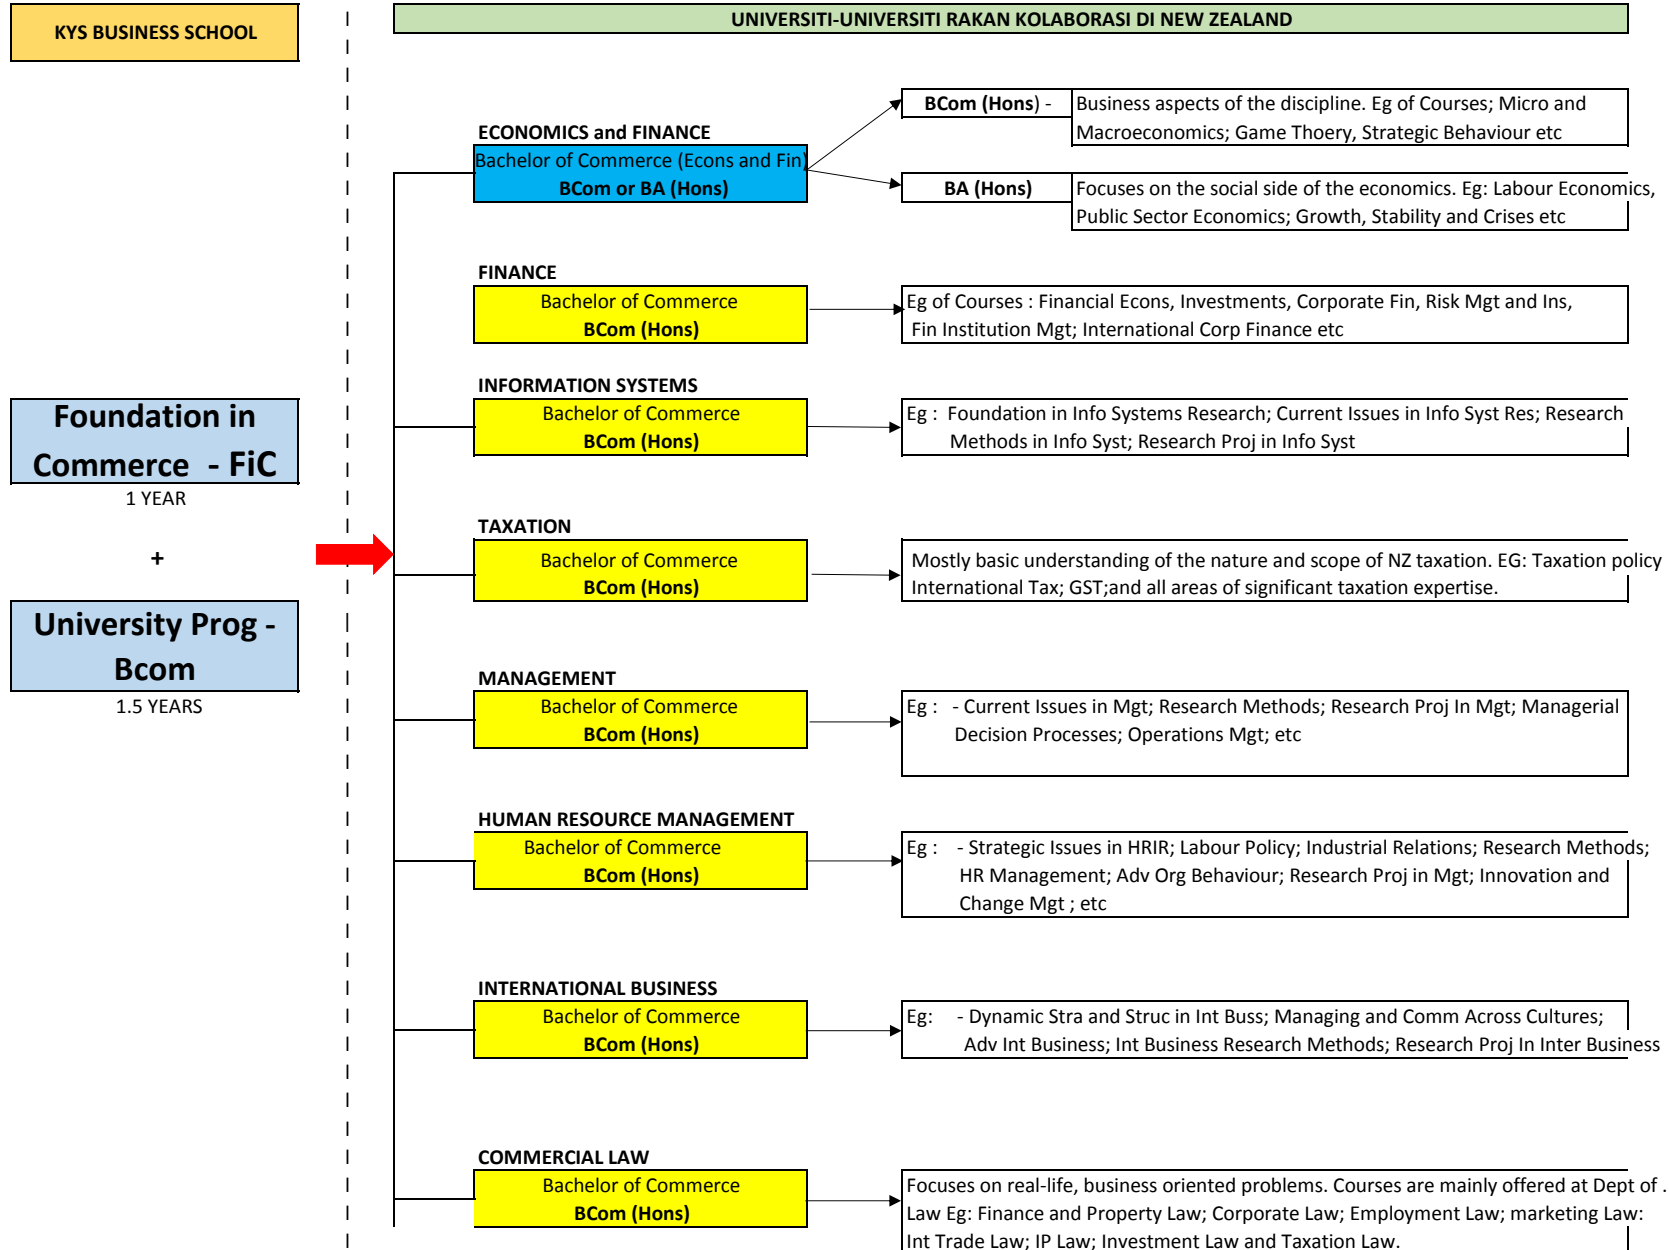 KYS BUSINESS SCHOOL
UNIVERSITI-UNIVERSITI RAKAN KOLABORASI DI NEW ZEALAND
BCom (Hons) -
Business aspects of the discipline. Eg of Courses; Micro and
Macroeconomics; Game Thoery, Strategic Behaviour etc
ECONOMICS and FINANCE
Bachelor of Commerce (Econs and Fin)
BCom or BA (Hons)
BA (Hons)
Focuses on the social side of the economics. Eg: Labour Economics,
Public Sector Economics; Growth, Stability and Crises etc
FINANCE
Bachelor of Commerce
BCom (Hons)
Eg of Courses : Financial Econs, Investments, Corporate Fin, Risk Mgt and Ins,
Fin Institution Mgt; International Corp Finance etc
INFORMATION SYSTEMS
Bachelor of Commerce
BCom (Hons)
Eg : Foundation in Info Systems Research; Current Issues in Info Syst Res; Research
Methods in Info Syst; Research Proj in Info Syst
Foundation in
Commerce - FiC
1 YEAR
+
University Prog -
Bcom
1.5 YEARS
TAXATION
Bachelor of Commerce
BCom (Hons)
Mostly basic understanding of the nature and scope of NZ taxation. EG: Taxation policy
International Tax; GST;and all areas of significant taxation expertise.
MANAGEMENT
Bachelor of Commerce
BCom (Hons)
Eg : - Current Issues in Mgt; Research Methods; Research Proj In Mgt; Managerial
Decision Processes; Operations Mgt; etc
HUMAN RESOURCE MANAGEMENT
Bachelor of Commerce
BCom (Hons)
Eg : - Strategic Issues in HRIR; Labour Policy; Industrial Relations; Research Methods;
HR Management; Adv Org Behaviour; Research Proj in Mgt; Innovation and
Change Mgt ; etc
INTERNATIONAL BUSINESS
Bachelor of Commerce
BCom (Hons)
Eg: - Dynamic Stra and Struc in Int Buss; Managing and Comm Across Cultures;
Adv Int Business; Int Business Research Methods; Research Proj In Inter Business
COMMERCIAL LAW
Bachelor of Commerce
BCom (Hons)
Focuses on real-life, business oriented problems. Courses are mainly offered at Dept of .
Law Eg: Finance and Property Law; Corporate Law; Employment Law; marketing Law:
Int Trade Law; IP Law; Investment Law and Taxation Law.